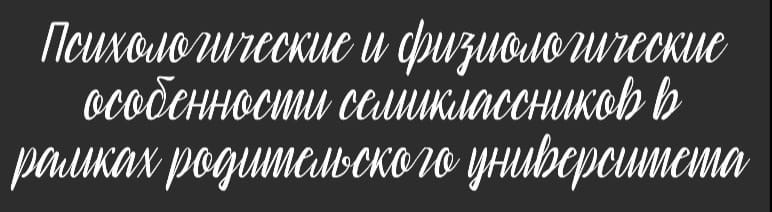 Психологические и физиологические
особенности семиклассников в
рамках родительского университета